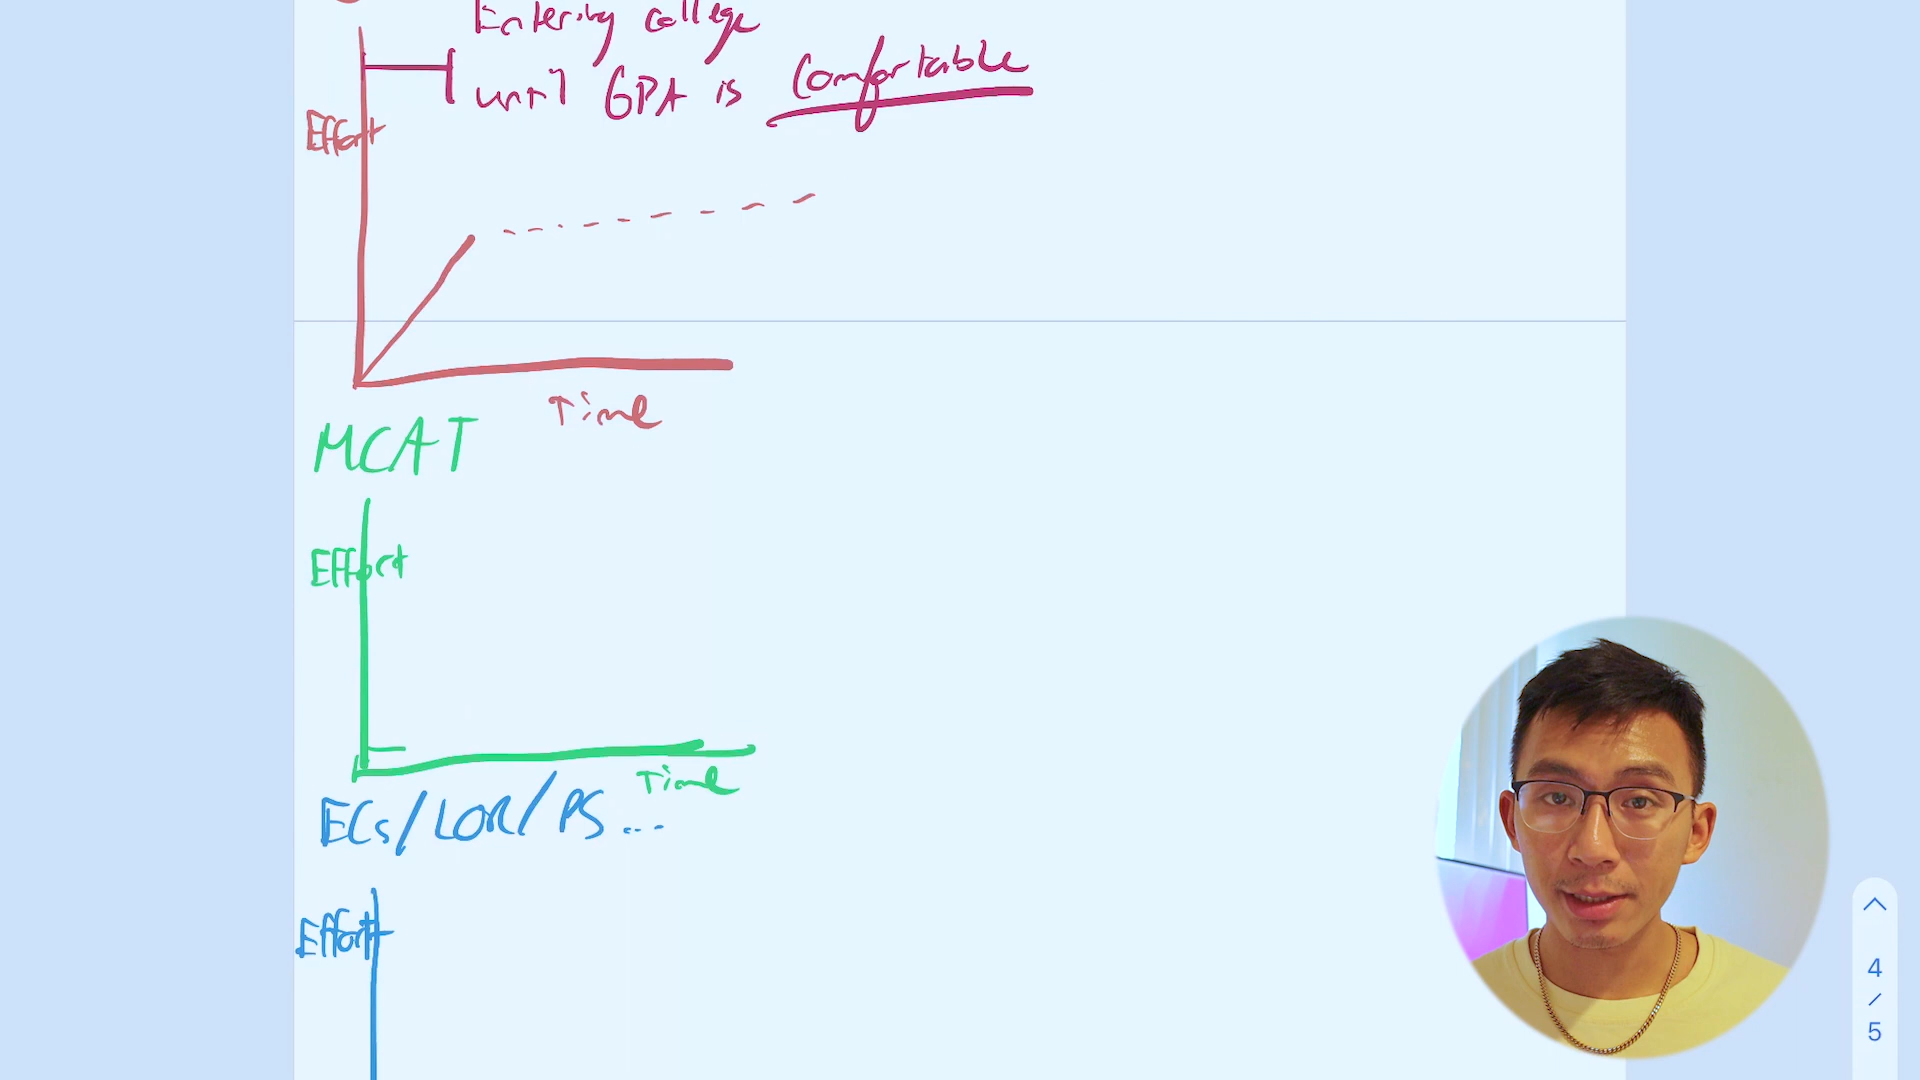 Entering college
until GPA is comfortable
Effort
Time
MCAT
Effort
Time
ECs/LOR/PS...
Effort
4
/
5